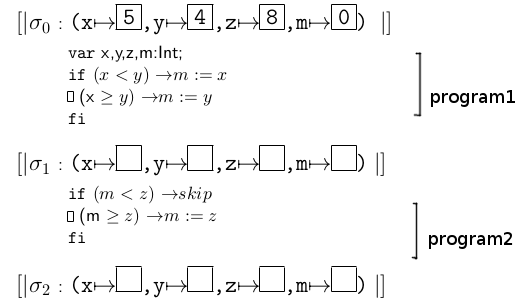 [|σ₀ : (x↦5,y↦4,z↦8,m↦0) |]
var x,y,z,m:Int;
if (x < y) →m := x
▯ (x ≥ y) →m := y
fi
program1
[|σ₁ : (x↦□,y↦□,z↦□,m↦□) |]
if (m < z) →skip
▯ (m ≥ z) →m := z
fi
program2
[|σ₂ : (x↦□,y↦□,z↦□,m↦□) |]